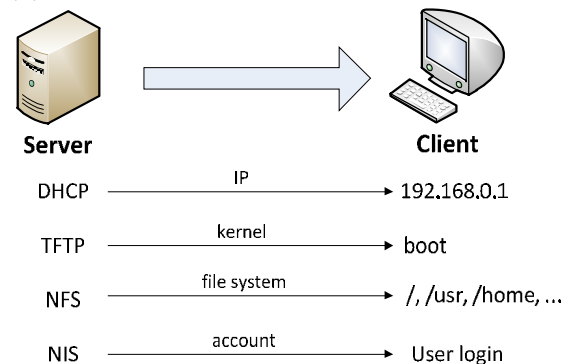 Server Client
DHCP IP 192.168.0.1
TFTP kernel boot
NFS file system /, /usr, /home, ...
NIS account User login